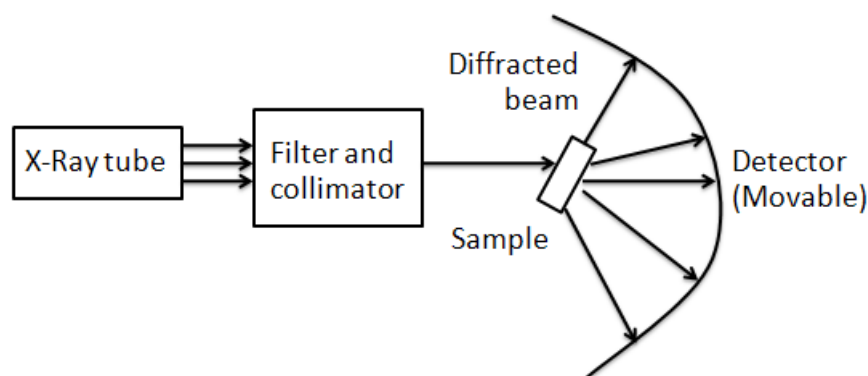 Diffracted
beam
X-Ray tube
Filter and
collimator
Detector
(Movable)
Sample